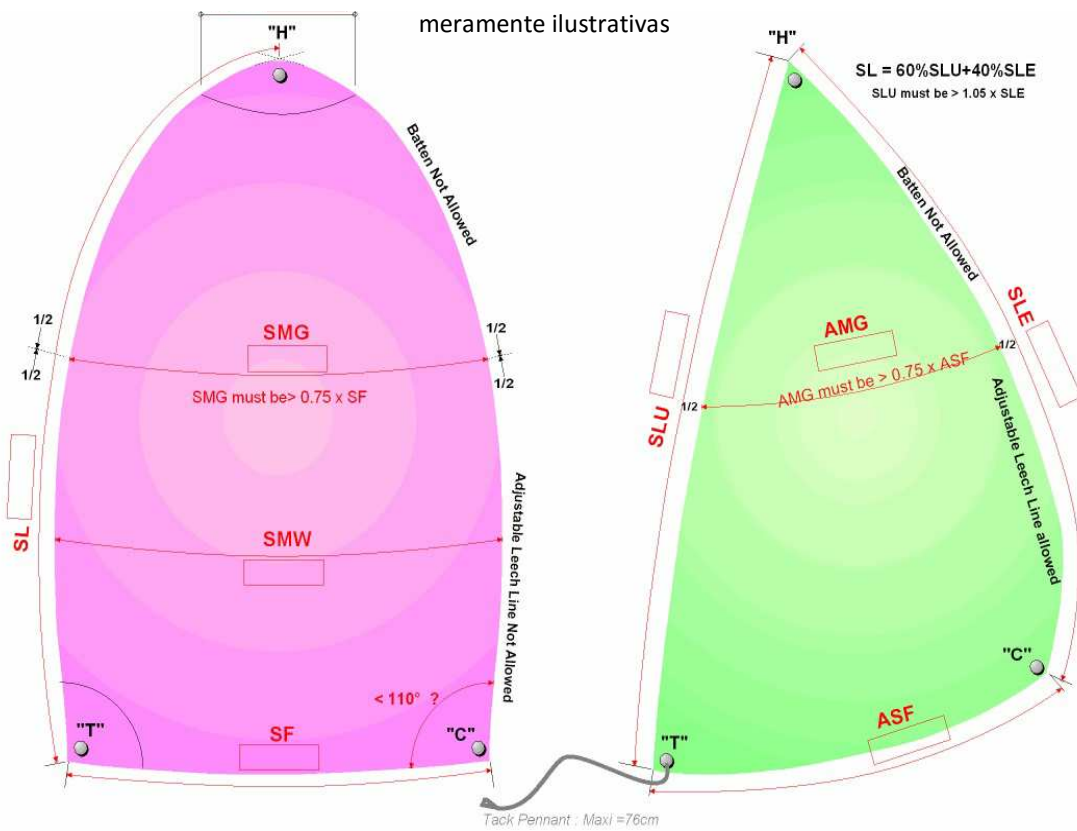 meramente ilustrativas
"H"
Batten Not Allowed
1/2
1/2
SMG
1/2
1/2
SMG must be> 0.75 x SF
SL
SMW
Adjustable Leech Line Not Allowed
< 110° ?
"T"
SF
"C"
"H"
SL = 60%SLU+40%SLE
SLU must be > 1.05 x SLE
Batten Not Allowed
SLU
AMG
1/2
SLE
AMG must be > 0.75 x ASF
1/2
Adjustable Leech Line allowed
"C"
ASF
"T"
Tack Pennant : Maxi =76cm